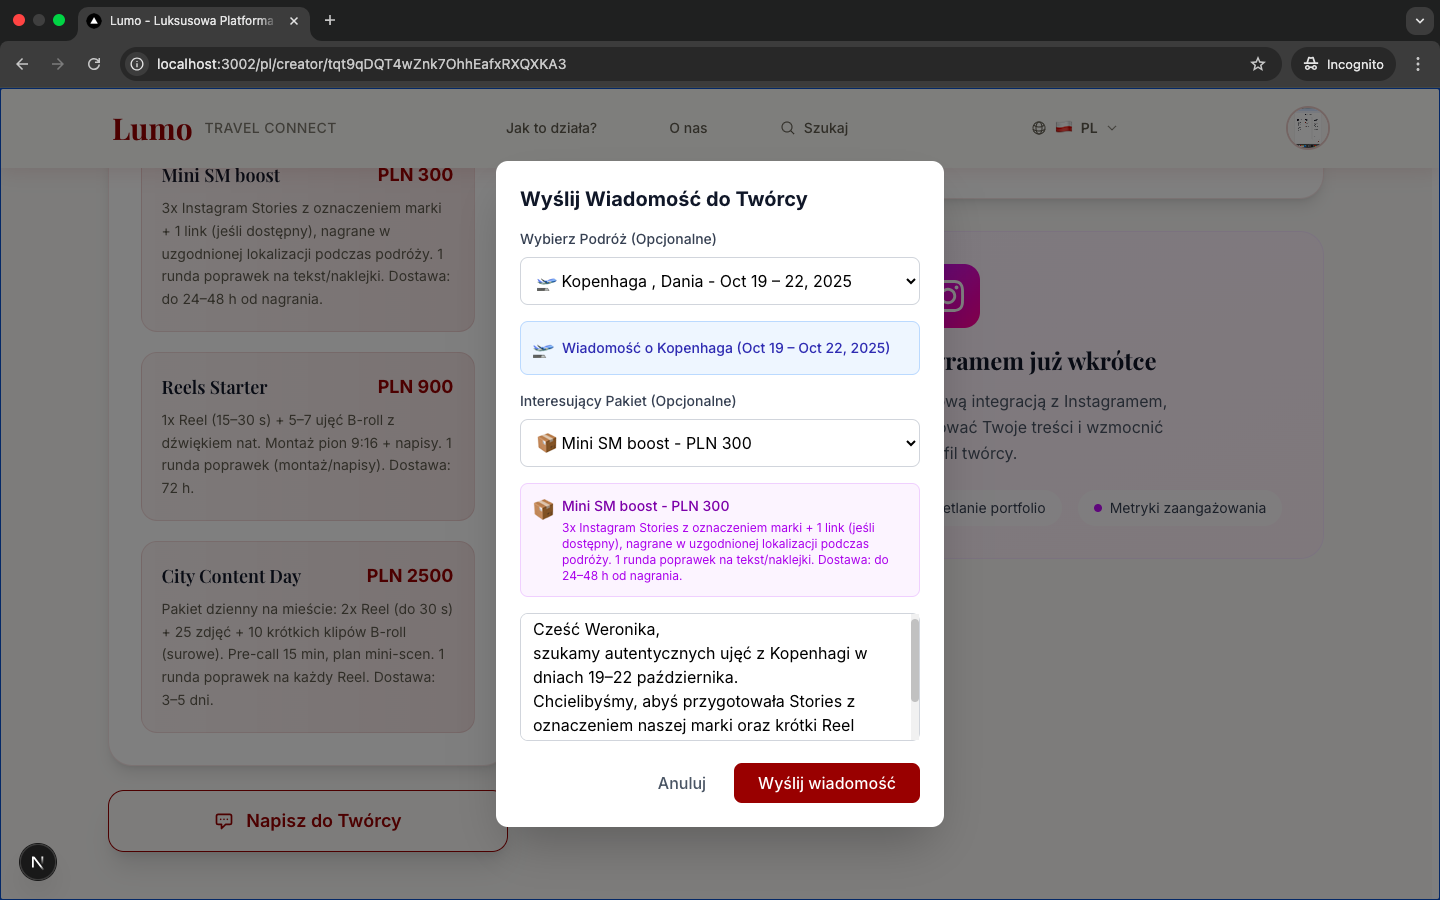 Lumo - Luksusowa Platforma
localhost:3002/pl/creator/tqt9qDQT4wZnk7OhhEafxRXQXKA3
Incognito
Lumo TRAVEL CONNECT
Jak to działa?
O nas
Szukaj
PL
Mini SM boost PLN 300
3x Instagram Stories z oznaczeniem marki
+ 1 link (jeśli dostępny), nagrane w
uzgodnionej lokalizacji podczas podróży. 1
runda poprawek na tekst/naklejki. Dostawa:
do 24–48 h od nagrania.
Reels Starter PLN 900
1x Reel (15–30 s) + 5–7 ujęć B-roll z
dźwiękiem nat. Montaż pion 9:16 + napisy. 1
runda poprawek (montaż/napisy). Dostawa:
72 h.
City Content Day PLN 2500
Pakiet dzienny na mieście: 2x Reel (do 30 s)
+ 25 zdjęć + 10 krótkich klipów B-roll
(surowe). Pre-call 15 min, plan mini-scen. 1
runda poprawek na każdy Reel. Dostawa:
3–5 dni.
Napisz do Twórcy
N
Wyślij Wiadomość do Twórcy
Wybierz Podróż (Opcjonalne)
Kopenhaga , Dania - Oct 19 – 22, 2025
Wiadomość o Kopenhaga (Oct 19 – Oct 22, 2025)
Interesujący Pakiet (Opcjonalne)
Mini SM boost - PLN 300
Mini SM boost - PLN 300
3x Instagram Stories z oznaczeniem marki + 1 link (jeśli
dostępny), nagrane w uzgodnionej lokalizacji podczas
podróży. 1 runda poprawek na tekst/naklejki. Dostawa: do
24–48 h od nagrania.
Cześć Weronika,
szukamy autentycznych ujęć z Kopenhagi w
dniach 19–22 października.
Chcielibyśmy, abyś przygotowała Stories z
oznaczeniem naszej marki oraz krótki Reel
Anuluj
Wyślij wiadomość
już wkrótce
integracją z Instagramem,
Twoje treści i wzmocnić
twórcy.
portfolio
Metryki zaangażowania